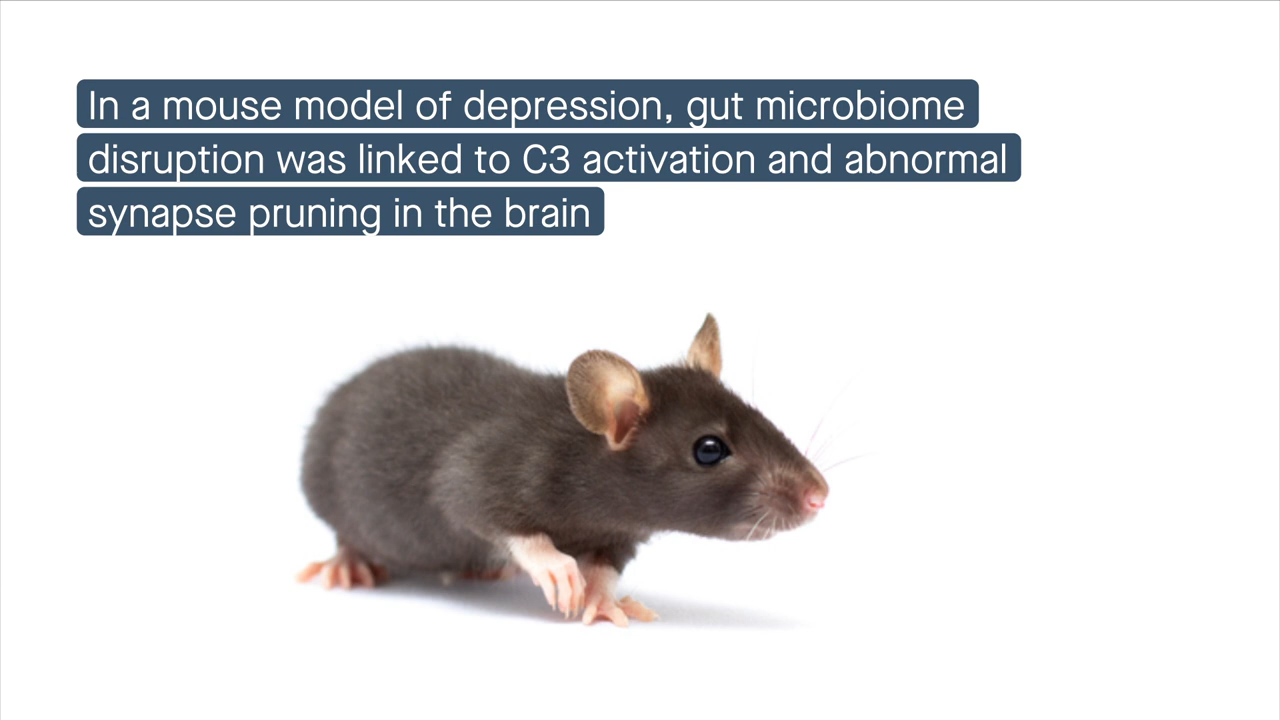 In a mouse model of depression, gut microbiome
disruption was linked to C3 activation and abnormal
synapse pruning in the brain